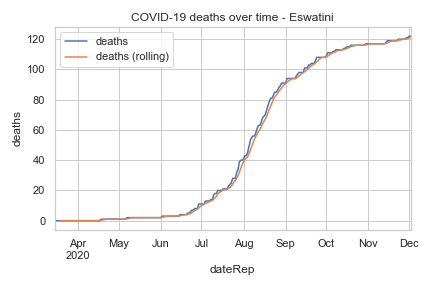 COVID-19 deaths over time - Eswatini
deaths
deaths (rolling)
120
100
80
60
40
20
0
deaths
Apr
2020
May
Jun
Jul
Aug
Sep
Oct
Nov
Dec
dateRep